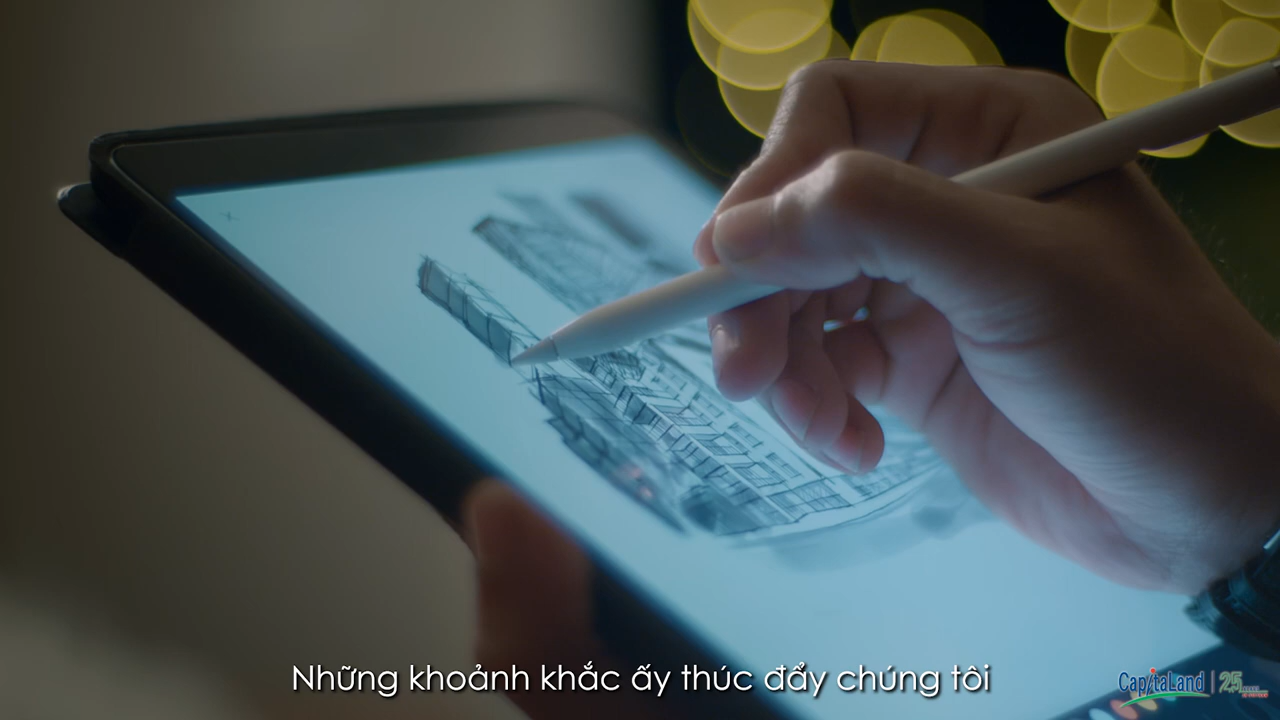 Những khoảnh khắc ấy thúc đẩy chúng tôi
CapitaLand | 25